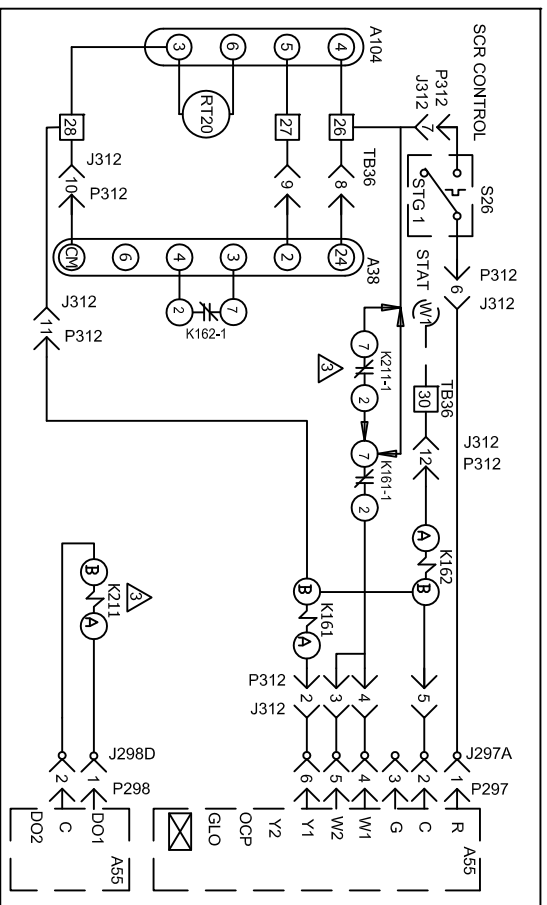 SCR CONTROL
P312
J312
7
S26
STG 1
P312
6
J312
STAT
W1
TB36
30
J312
P312
12
A
K162
B
A104
4
5
6
3
RT20
26
TB36
27
28
8
9
J312
10
P312
A38
24
2
3
4
6
CM
7
2
K162-1
J312
11
P312
7
K211-1
2
3
7
K161-1
2
B
K161
A
P312
J312
5
4
3
2
J297A
P297
1
2
3
4
5
6
A55
R
C
G
W1
W2
Y1
Y2
OCP
GLO
3
B
K211
A
J298D
P298
1
2
A55
DO1
C
DO2